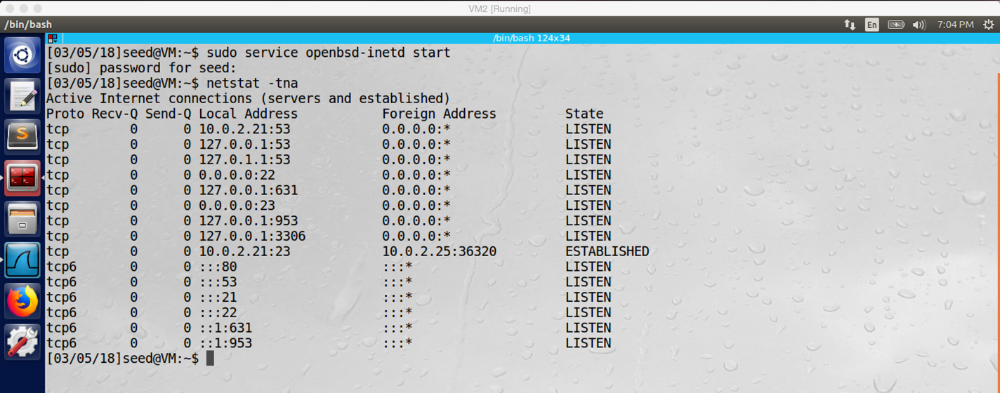 VM2 [Running]
/bin/bash En 7:04 PM
/bin/bash 124x34
[03/05/18]seed@VM:~$ sudo service openbsd-inetd start
[sudo] password for seed:
[03/05/18]seed@VM:~$ netstat -tna
Active Internet connections (servers and established)
Proto Recv-Q Send-Q Local Address           Foreign Address         State
tcp        0      0 10.0.2.21:53            0.0.0.0:*               LISTEN
tcp        0      0 127.0.0.1:53            0.0.0.0:*               LISTEN
tcp        0      0 127.0.1.1:53            0.0.0.0:*               LISTEN
tcp        0      0 0.0.0.0:22              0.0.0.0:*               LISTEN
tcp        0      0 127.0.0.1:631           0.0.0.0:*               LISTEN
tcp        0      0 0.0.0.0:23              0.0.0.0:*               LISTEN
tcp        0      0 127.0.0.1:953           0.0.0.0:*               LISTEN
tcp        0      0 127.0.0.1:3306          0.0.0.0:*               LISTEN
tcp        0      0 10.0.2.21:23            10.0.2.25:36320         ESTABLISHED
tcp6       0      0 :::80                   :::*                    LISTEN
tcp6       0      0 :::53                   :::*                    LISTEN
tcp6       0      0 :::21                   :::*                    LISTEN
tcp6       0      0 :::22                   :::*                    LISTEN
tcp6       0      0 ::1:631                 :::*                    LISTEN
tcp6       0      0 ::1:953                 :::*                    LISTEN
[03/05/18]seed@VM:~$